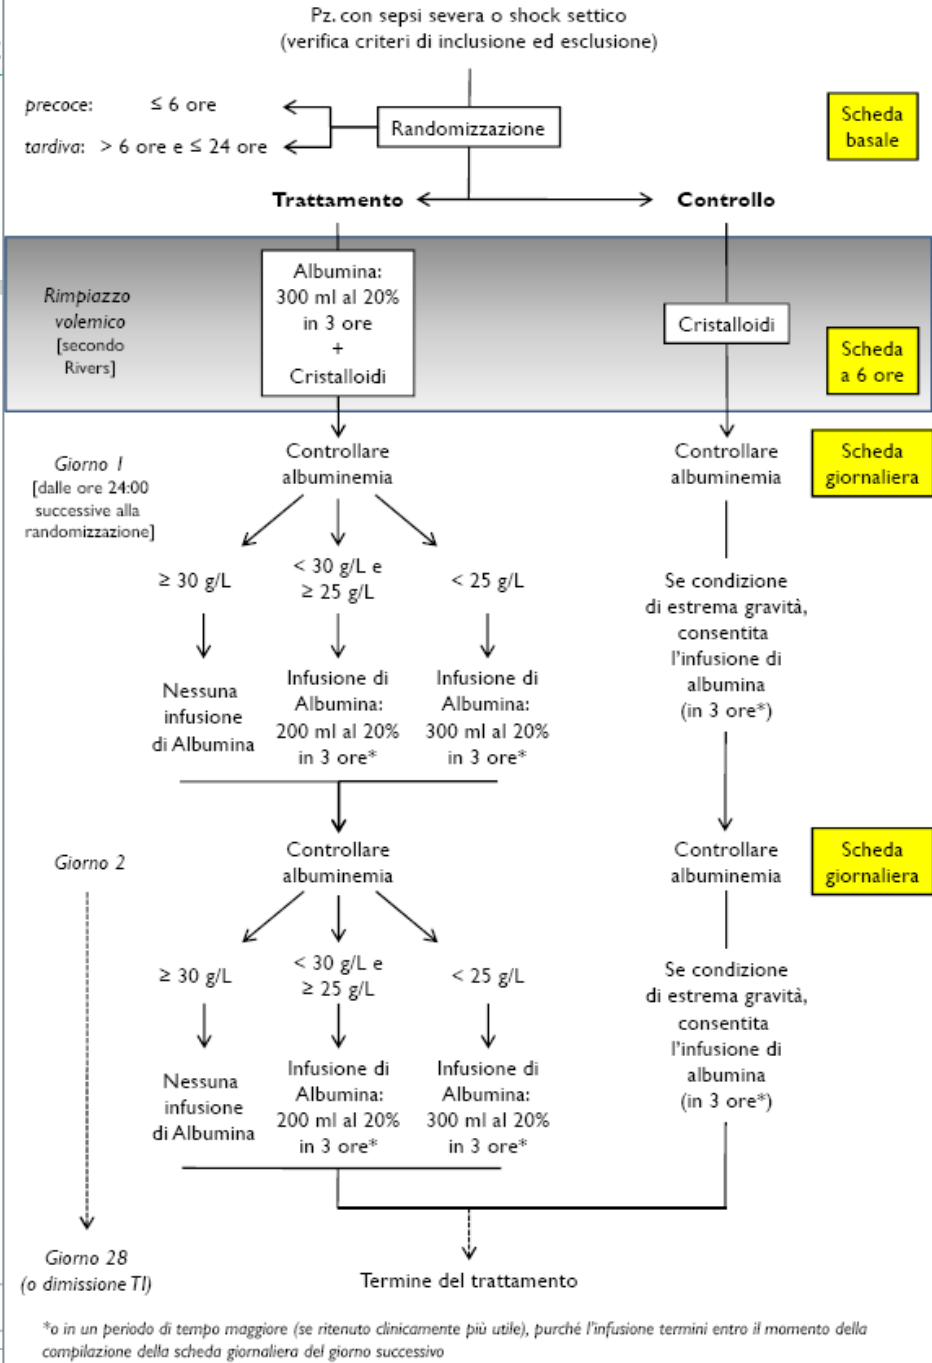 Pz. con sepsi severa o shock settico
(verifica criteri di inclusione ed esclusione)
precoce: ≤ 6 ore
tardiva: > 6 ore e ≤ 24 ore
Randomizzazione
Scheda
basale
Trattamento
Controllo
Rimpiazzo
volemico
[secondo
Rivers]
Albumina:
300 ml al 20%
in 3 ore
+
Cristalloidi
Cristalloidi
Scheda
a 6 ore
Giorno 1
[dalle ore 24:00
successive alla
randomizzazione]
Controllare
albuminemia
Controllare
albuminemia
Scheda
giornaliera
≥ 30 g/L
< 30 g/L e
≥ 25 g/L
< 25 g/L
Nessuna
infusione
di Albumina
Infusione di
Albumina:
200 ml al 20%
in 3 ore*
Infusione di
Albumina:
300 ml al 20%
in 3 ore*
Se condizione
di estrema gravità,
consentita
l'infusione di
albumina
(in 3 ore*)
Giorno 2
Controllare
albuminemia
Controllare
albuminemia
Scheda
giornaliera
≥ 30 g/L
< 30 g/L e
≥ 25 g/L
< 25 g/L
Nessuna
infusione
di Albumina
Infusione di
Albumina:
200 ml al 20%
in 3 ore*
Infusione di
Albumina:
300 ml al 20%
in 3 ore*
Se condizione
di estrema gravità,
consentita
l'infusione di
albumina
(in 3 ore*)
Giorno 28
(o dimissione TI)
Termine del trattamento
*o in un periodo di tempo maggiore (se ritenuto clinicamente più utile), purché l'infusione termini entro il momento della
compilazione della scheda giornaliera del giorno successivo